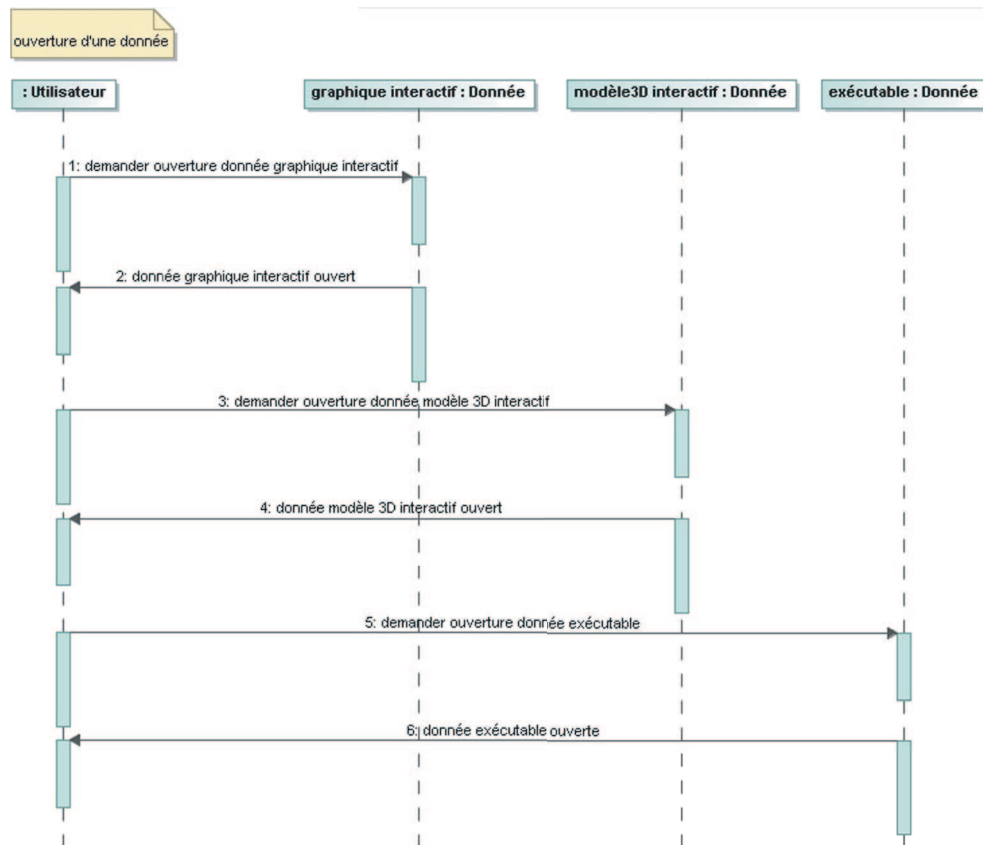 ouverture d'une donnée
: Utilisateur
graphique interactif : Donnée
modèle3D interactif : Donnée
exécutable : Donnée
1: demander ouverture donnée graphique interactif
2: donnée graphique interactif ouvert
3: demander ouverture donnée modèle 3D interactif
4: donnée modèle 3D interactif ouvert
5: demander ouverture donnée exécutable
6: donnée exécutable ouverte